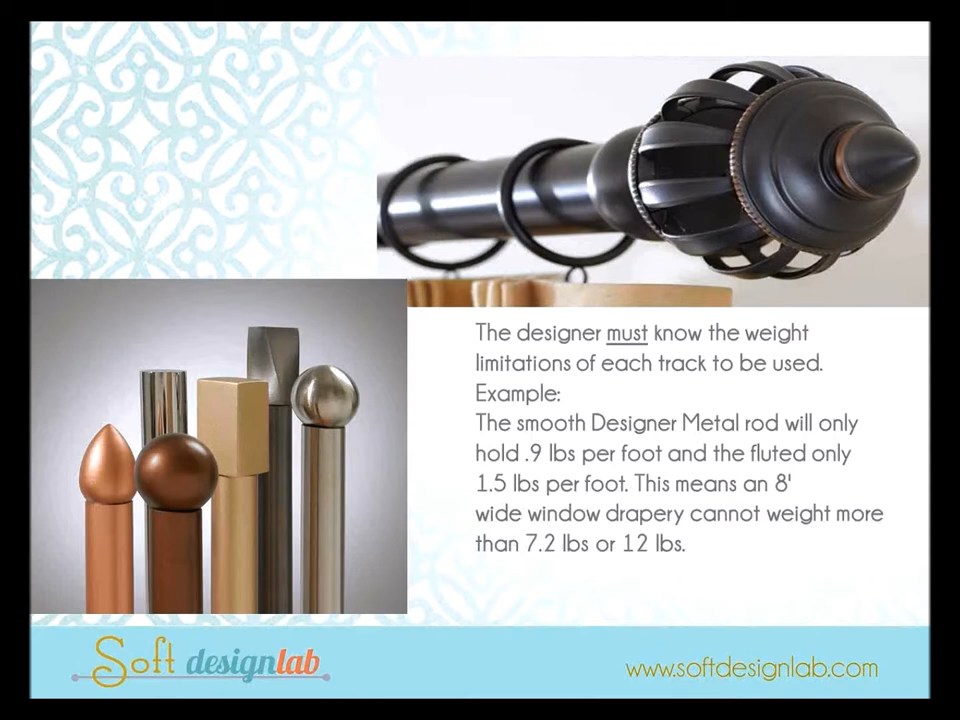 The designer must know the weight
limitations of each track to be used.
Example:
The smooth Designer Metal rod will only
hold .9 lbs per foot and the fluted only
1.5 lbs per foot. This means an 8'
wide window drapery cannot weight more
than 7.2 lbs or 12 lbs.
Soft designlab
www.softdesignlab.com